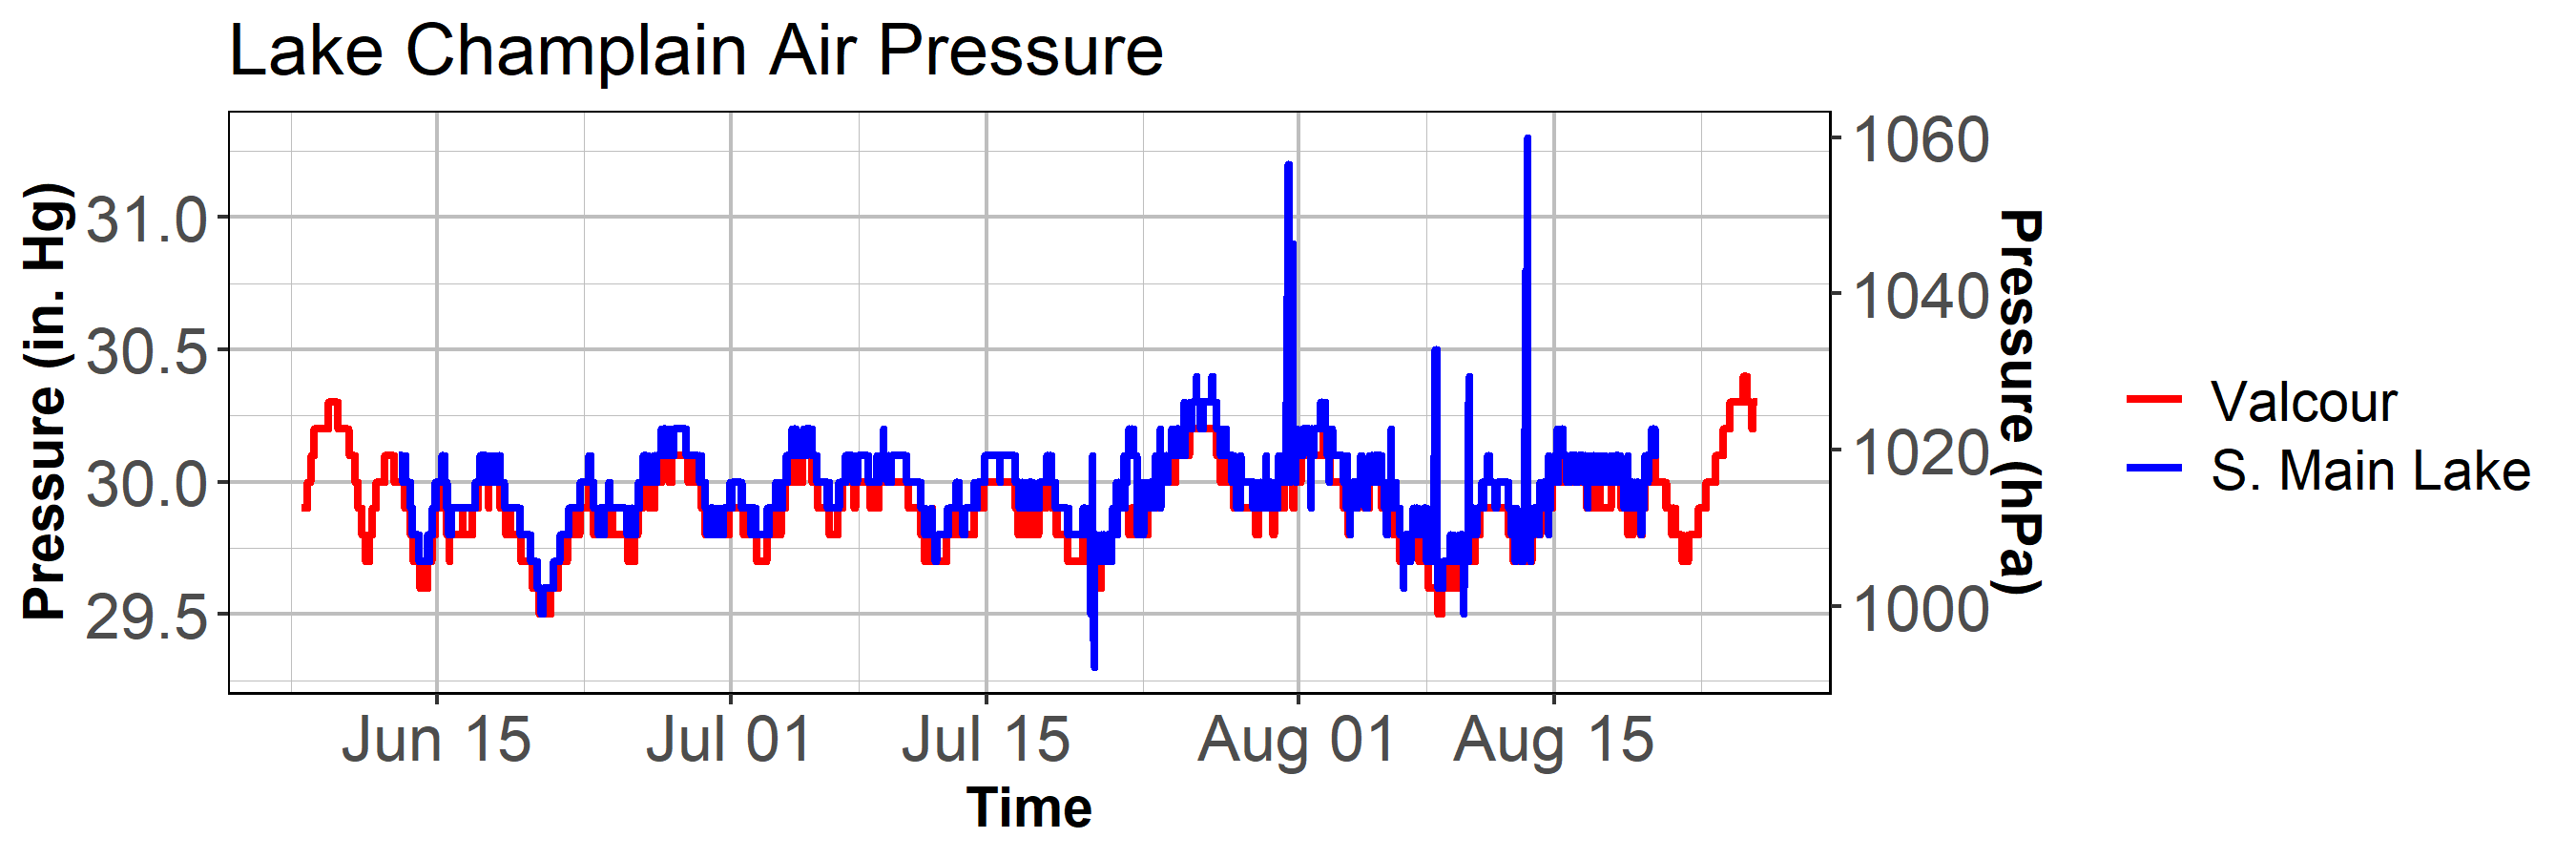 Lake Champlain Air Pressure
Pressure (in. Hg)
31.0
30.5
30.0
29.5
1060
1040
1020
1000
Pressure (hPa)
Jun 15
Jul 01
Jul 15
Aug 01
Aug 15
Time
Valcour
S. Main Lake